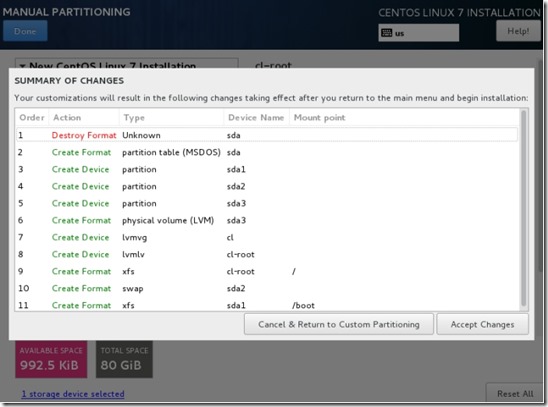 MANUAL PARTITIONING
CENTOS LINUX 7 INSTALLATION
Done
us
Help!
New CentOS Linux 7 Installation
cl-root
SUMMARY OF CHANGES
Your customizations will result in the following changes taking effect after you return to the main menu and begin installation:
Order Action Type Device Name Mount point
1 Destroy Format Unknown sda
2 Create Format partition table (MSDOS) sda
3 Create Device partition sda1
4 Create Device partition sda2
5 Create Device partition sda3
6 Create Format physical volume (LVM) sda3
7 Create Device lvmvg cl
8 Create Device lvmlv cl-root
9 Create Format xfs cl-root /
10 Create Format swap sda2
11 Create Format xfs sda1 /boot
Cancel & Return to Custom Partitioning
Accept Changes
AVAILABLE SPACE
992.5 KiB
TOTAL SPACE
80 GiB
1 storage device selected
Reset All